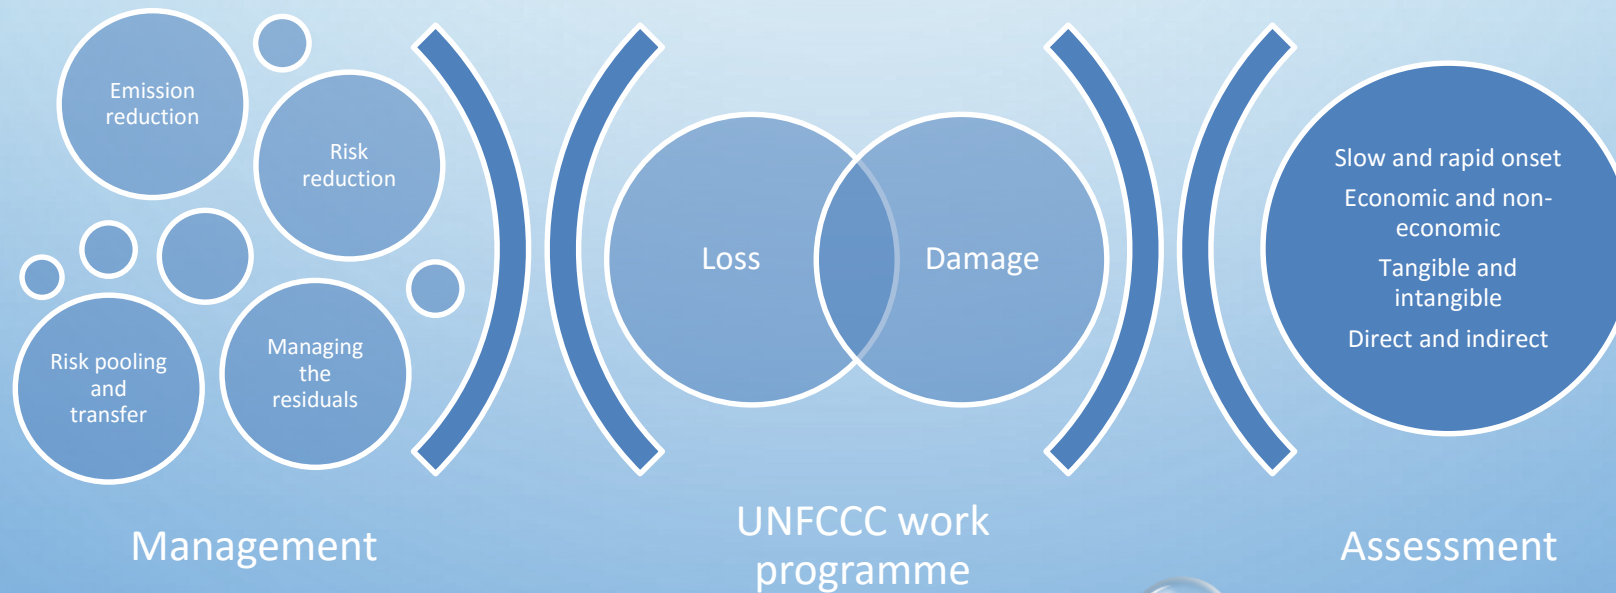 Emission
reduction
Risk
reduction
Risk pooling
and
transfer
Managing
the
residuals
Management
Loss
Damage
UNFCCC work
programme
Slow and rapid onset
Economic and non-
economic
Tangible and
intangible
Direct and indirect
Assessment